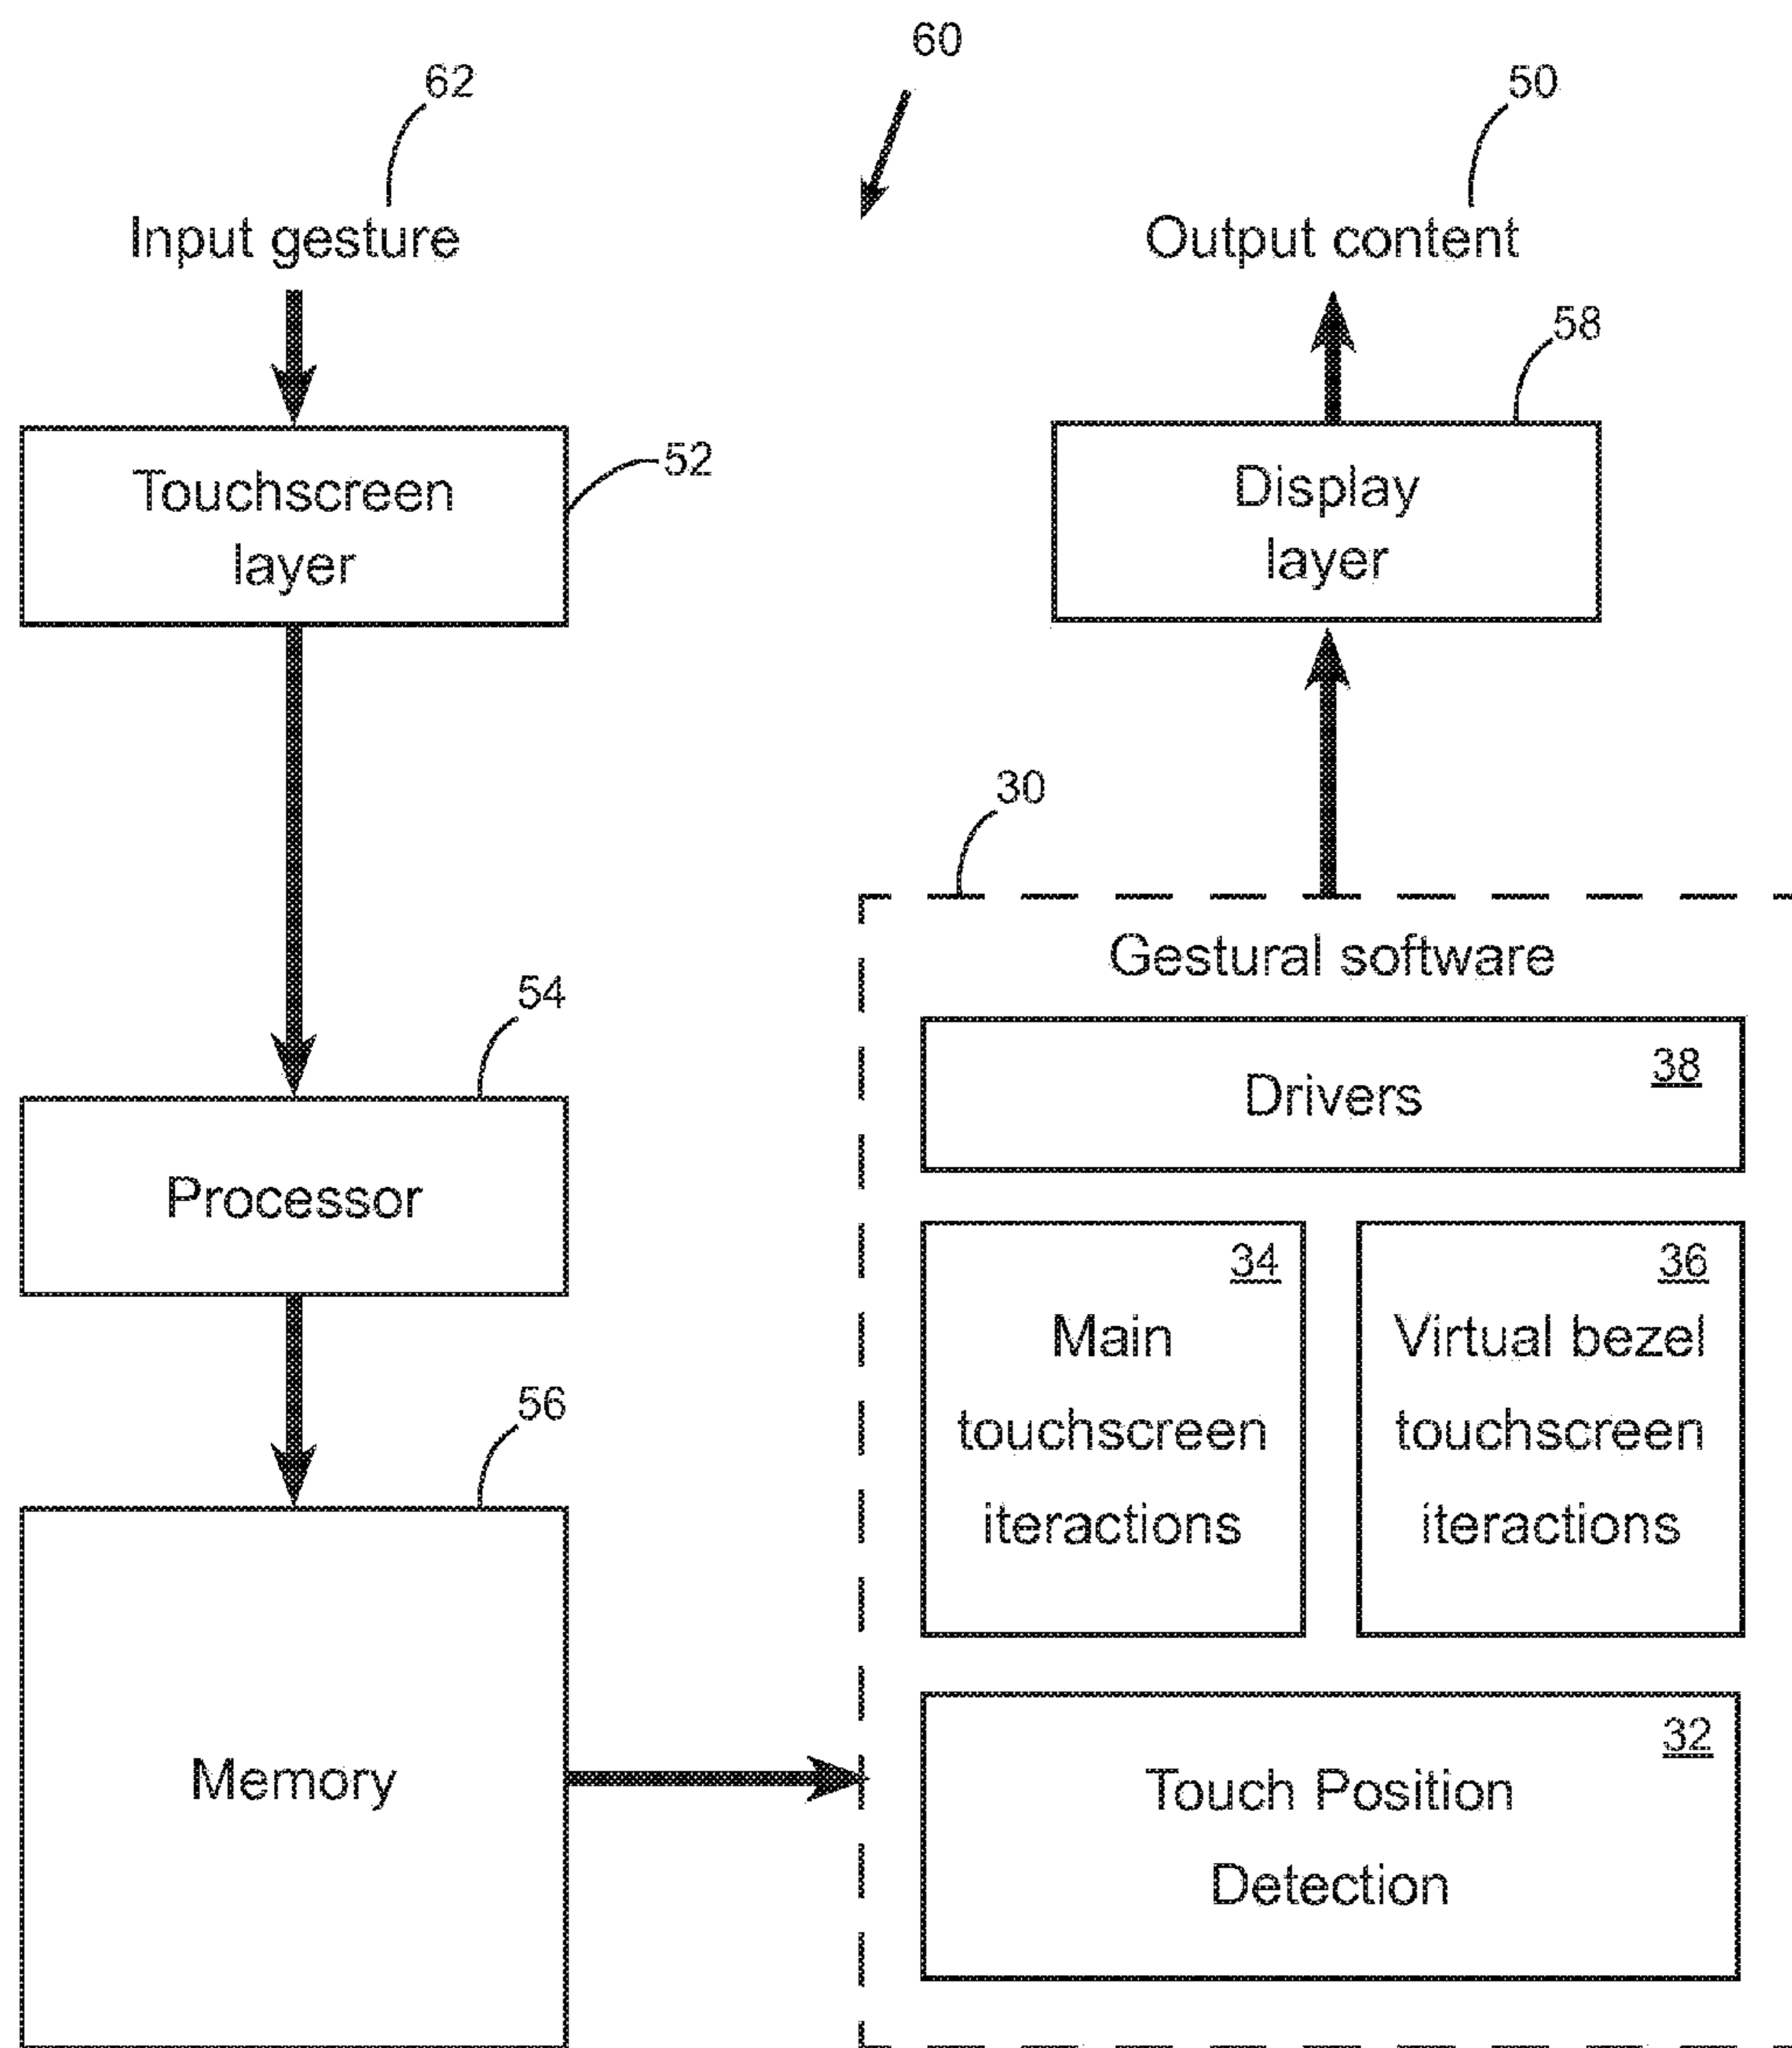 60
62
50
Input gesture
Output content
58
52
Touchscreen
layer
Display
layer
30
Gestural software
54
38
Drivers
Processor
34
Main
touchscreen
iteractions
36
Virtual bezel
touchscreen
iteractions
56
Memory
32
Touch Position
Detection